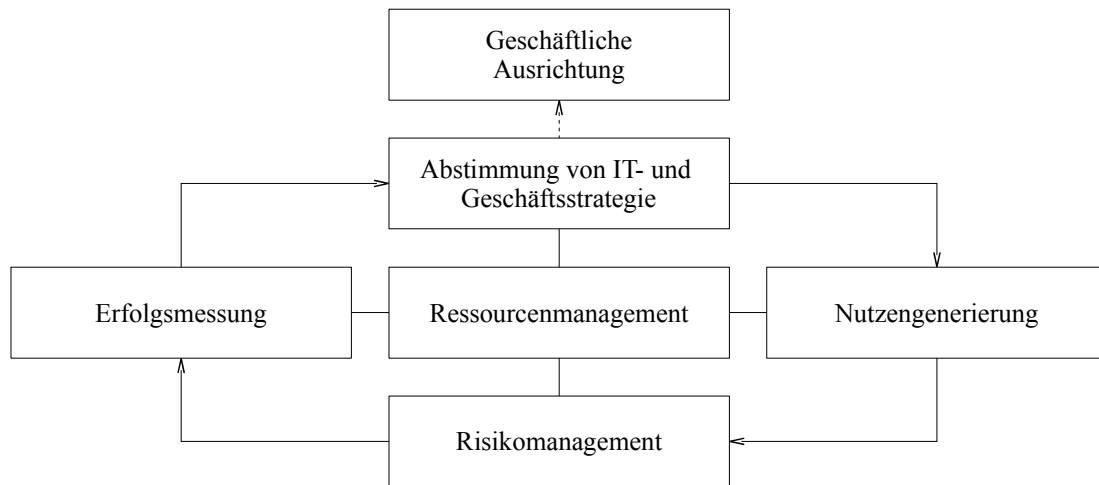 Geschäftliche
Ausrichtung
Abstimmung von IT- und
Geschäftsstrategie
Erfolgsmessung
Ressourcenmanagement
Nutzengenerierung
Risikomanagement